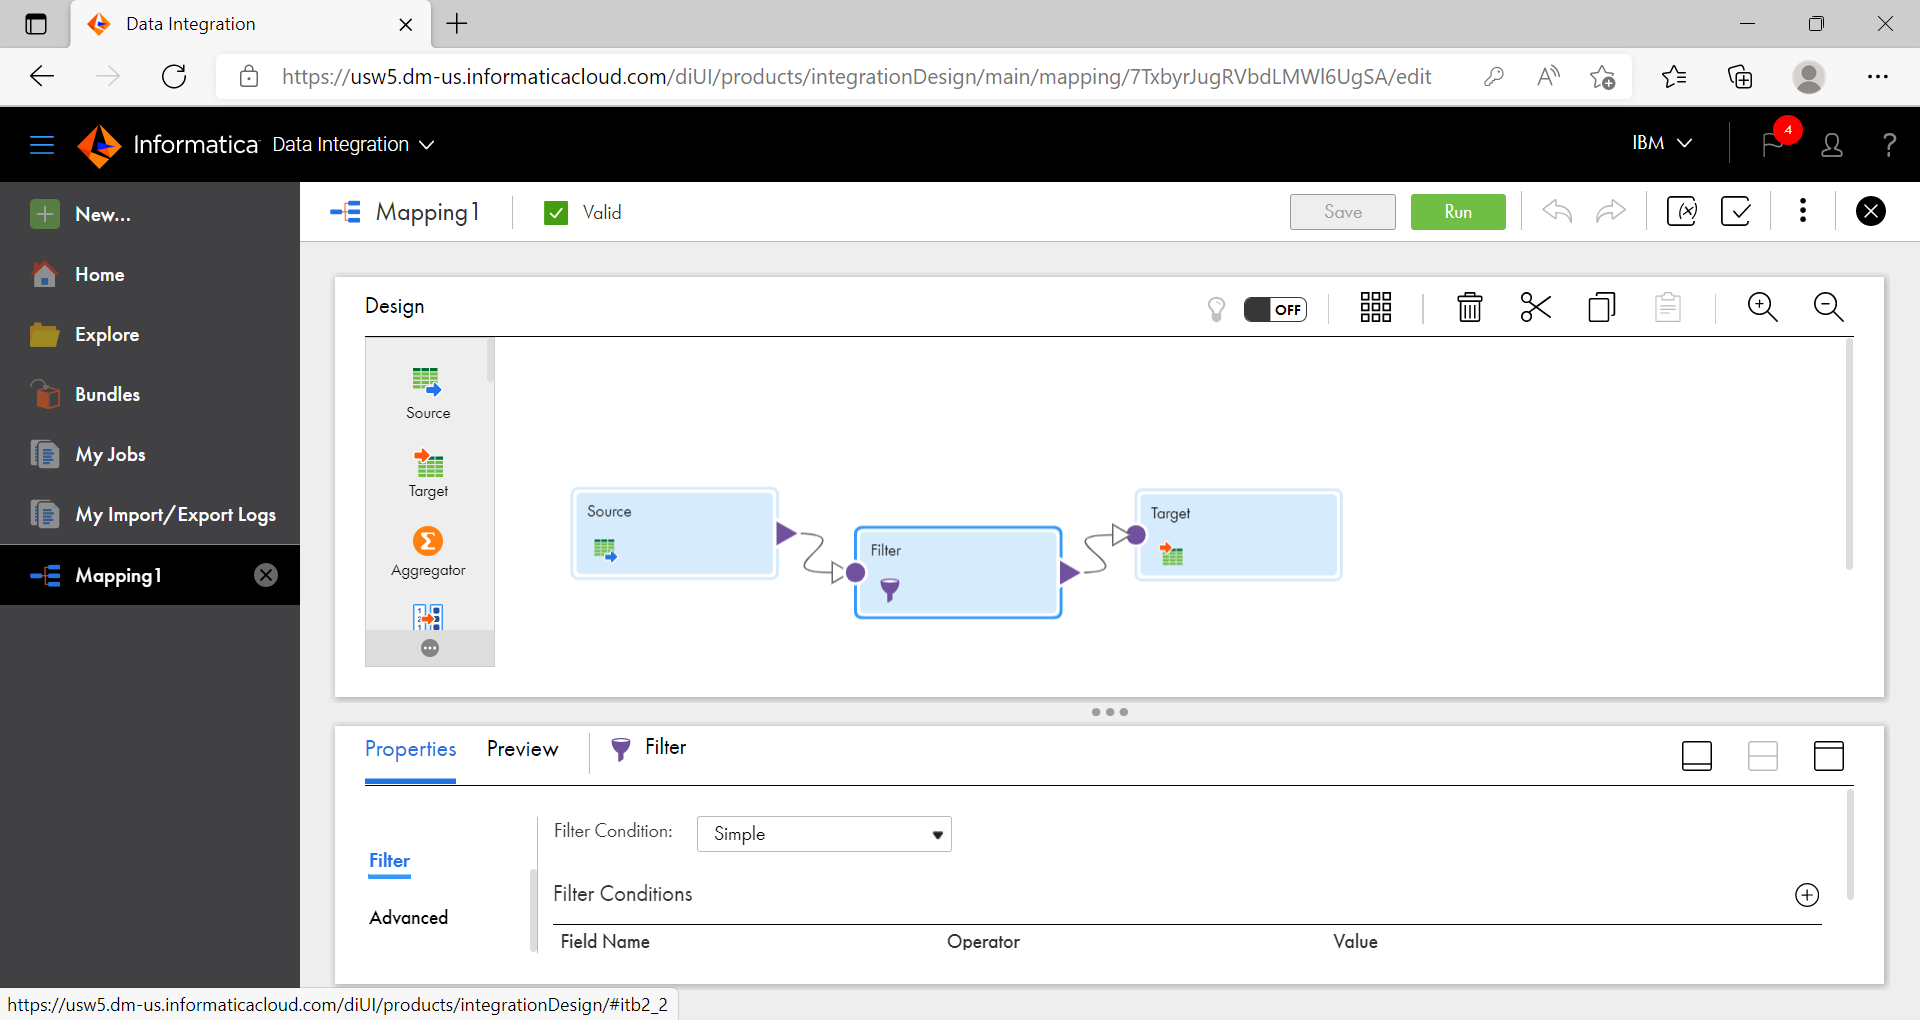 Data Integration
https://usw5.dm-us.informaticacloud.com/diUI/products/integrationDesign/main/mapping/7TxbyrJugRVbdLMWl6UgSA/edit
Informatica Data Integration
IBM
4
?
New...
Home
Explore
Bundles
My Jobs
My Import/Export Logs
Mapping1
Mapping1
Valid
Save
Run
Design
OFF
Source
Target
Aggregator
Source
Filter
Target
Properties
Preview
Filter
Filter
Advanced
Filter Condition:
Simple
Filter Conditions
Field Name
Operator
Value
https://usw5.dm-us.informaticacloud.com/diUI/products/integrationDesign/#itb2_2